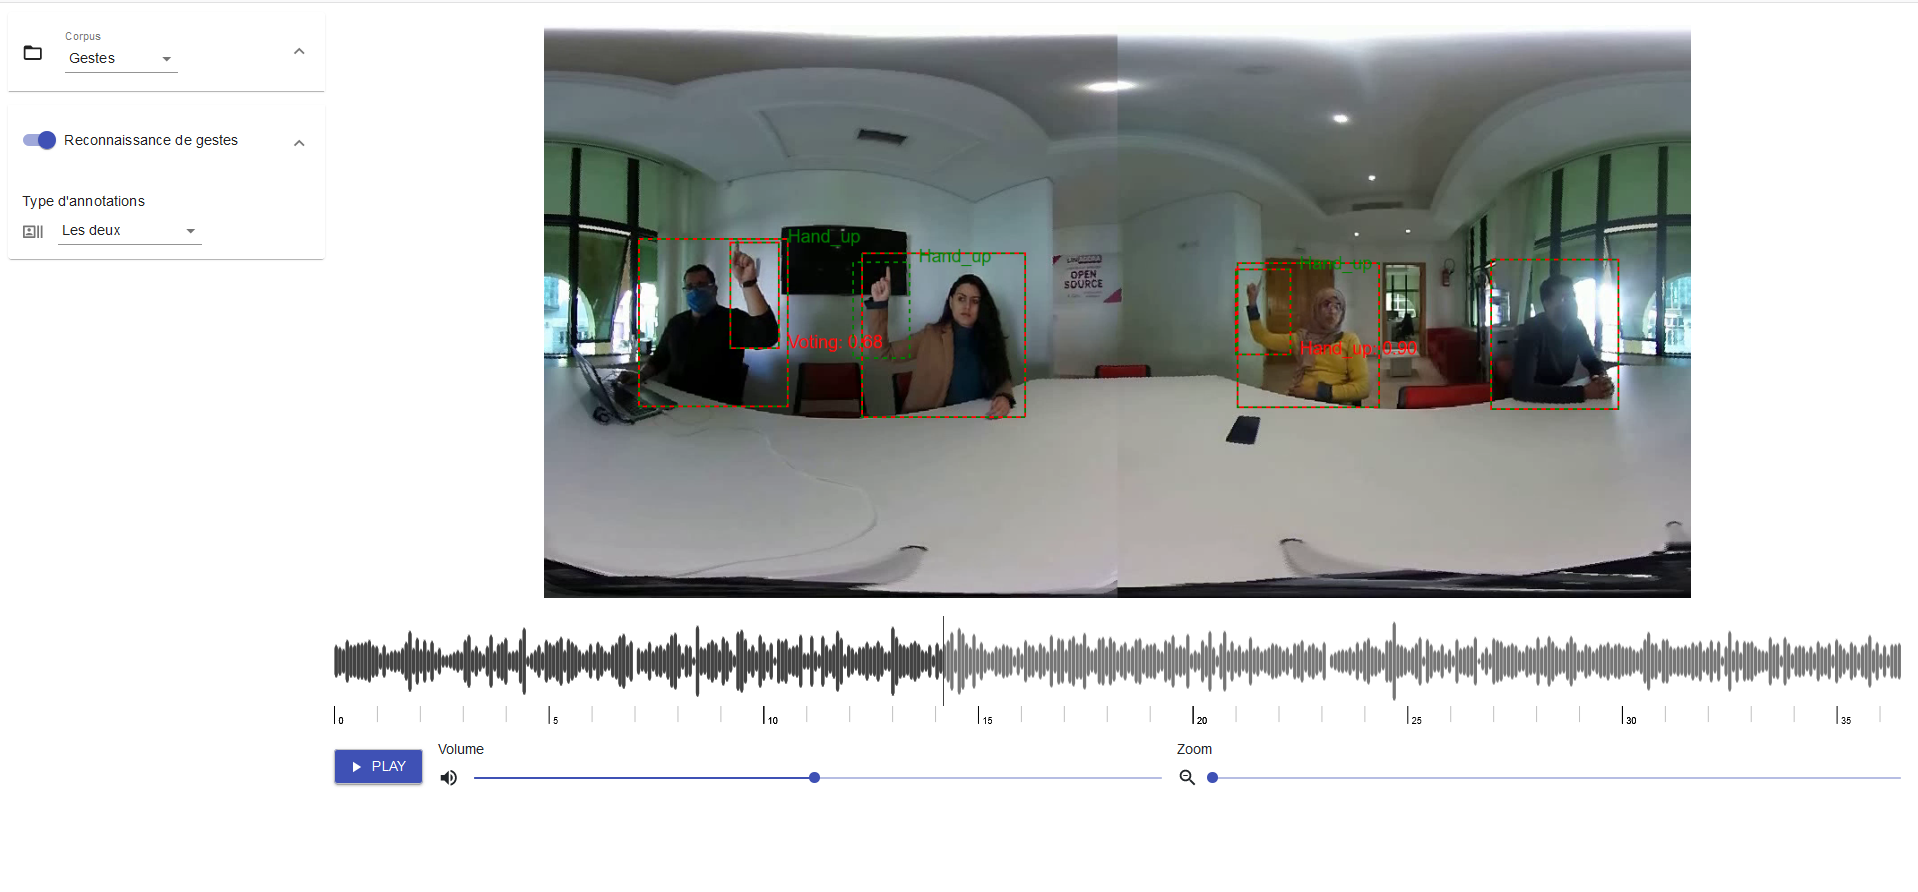 Corpus
Gestes
Reconnaissance de gestes
Type d'annotations
Les deux
Hand_up
Hand_up
Hand_up
LINAGORA
OPEN
SOURCE
Voting: 0.68
Hand_up: 0.90
0 5 10 15 20 25 30 35
Volume
Zoom
PLAY